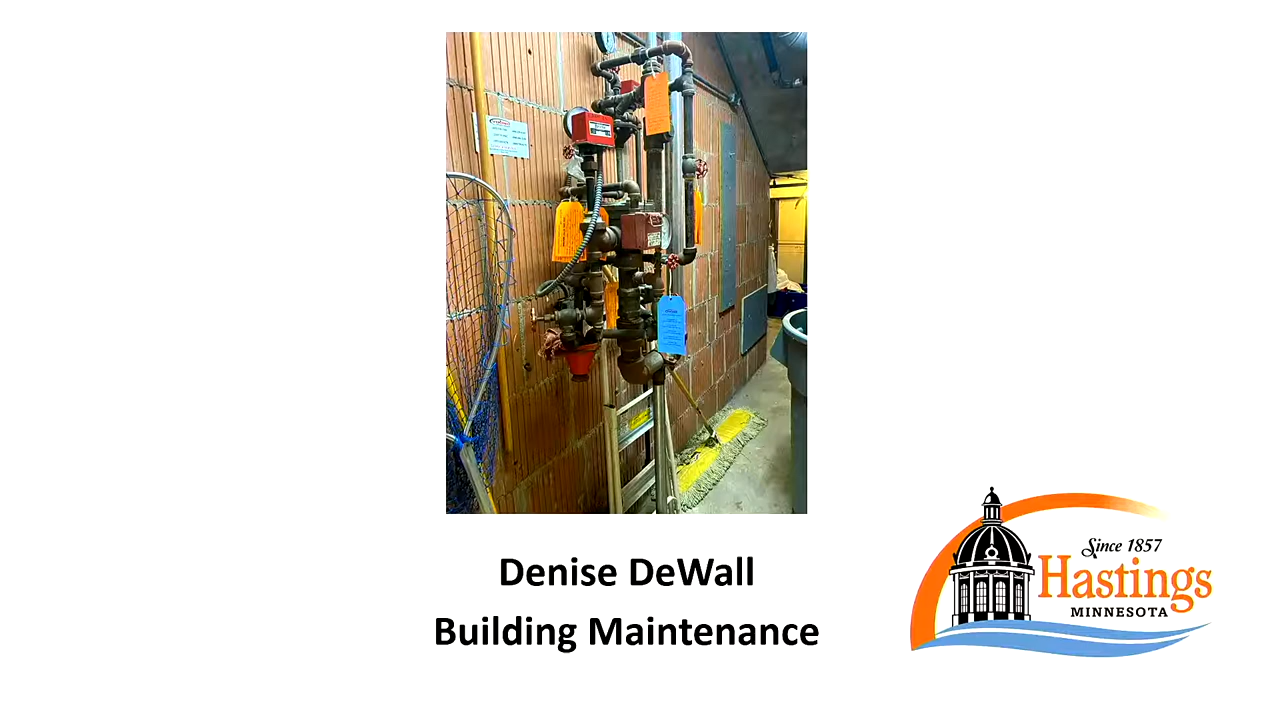 Denise DeWall
Building Maintenance
Since 1857
Hastings
MINNESOTA